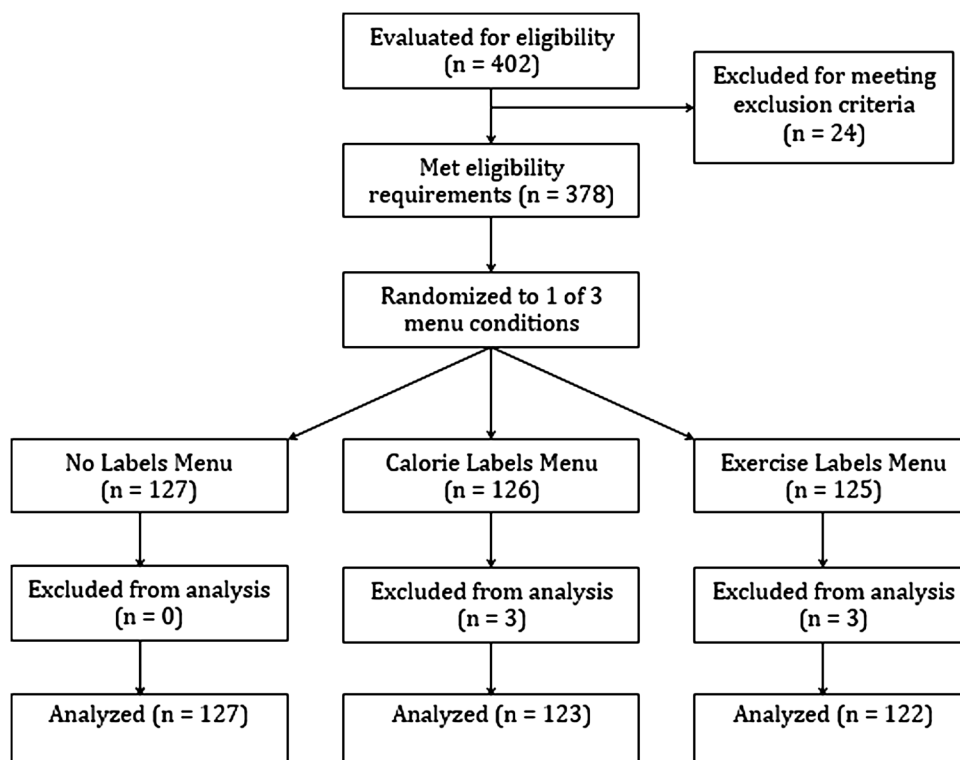 Evaluated for eligibility
(n = 402)
Excluded for meeting
exclusion criteria
(n = 24)
Met eligibility
requirements (n = 378)
Randomized to 1 of 3
menu conditions
No Labels Menu
(n = 127)
Calorie Labels Menu
(n = 126)
Exercise Labels Menu
(n = 125)
Excluded from analysis
(n = 0)
Excluded from analysis
(n = 3)
Excluded from analysis
(n = 3)
Analyzed (n = 127)
Analyzed (n = 123)
Analyzed (n = 122)